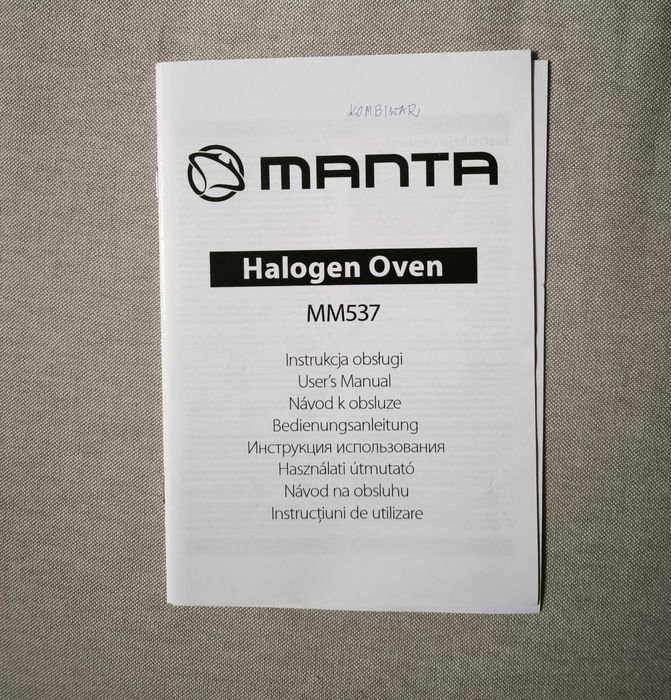 KOMBIWAR
MANTA
Halogen Oven
MM537
Instrukcja obsługi
User's Manual
Návod k obsluze
Bedienungsanleitung
Инструкция использования
Használati útmutató
Návod na obsluhu
Instrucțiuni de utilizare